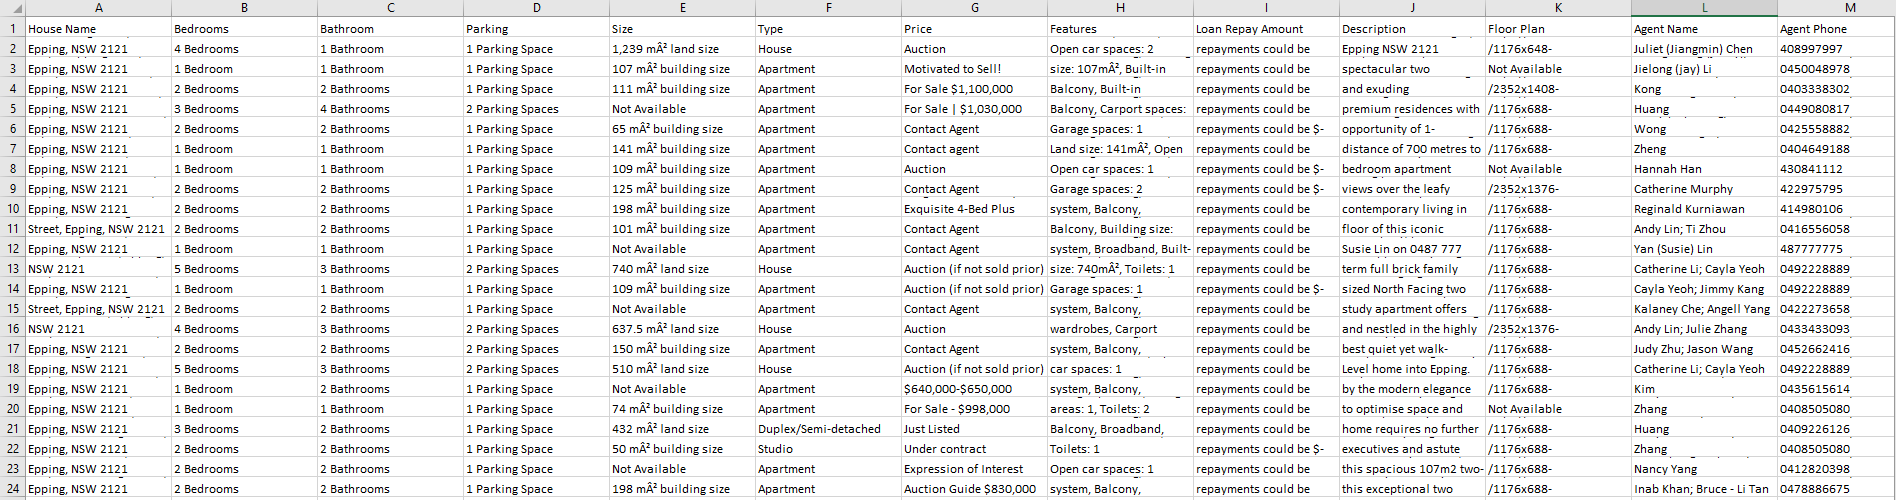 A B C D E F G H I J K L M
1 House Name Bedrooms Bathroom Parking Size Type Price Features Loan Repay Amount Description Floor Plan Agent Name Agent Phone
2 Epping, NSW 2121 4 Bedrooms 1 Bathroom 1 Parking Space 1,239 mÂ² land size House Auction Open car spaces: 2 repayments could be Epping NSW 2121 /1176x648- Juliet (Jiangmin) Chen 408997997
3 Epping, NSW 2121 1 Bedroom 1 Bathroom 1 Parking Space 107 mÂ² building size Apartment Motivated to Sell! size: 107mÂ², Built-in repayments could be spectacular two Not Available Jielong (jay) Li 0450048978
4 Epping, NSW 2121 2 Bedrooms 2 Bathrooms 1 Parking Space 111 mÂ² building size Apartment For Sale $1,100,000 Balcony, Built-in repayments could be and exuding /2352x1408- Kong 0403338302
5 Epping, NSW 2121 3 Bedrooms 4 Bathrooms 2 Parking Spaces Not Available Apartment For Sale | $1,030,000 Balcony, Carport spaces: repayments could be premium residences with /1176x688- Huang 0449080817
6 Epping, NSW 2121 2 Bedrooms 2 Bathrooms 1 Parking Space 65 mÂ² building size Apartment Contact Agent Garage spaces: 1 repayments could be $- opportunity of 1- /1176x688- Wong 0425558882
7 Epping, NSW 2121 1 Bedroom 1 Bathroom 1 Parking Space 141 mÂ² building size Apartment Contact agent Land size: 141mÂ², Open repayments could be distance of 700 metres to /1176x688- Zheng 0404649188
8 Epping, NSW 2121 1 Bedroom 1 Bathroom 1 Parking Space 109 mÂ² building size Apartment Auction Open car spaces: 1 repayments could be $- bedroom apartment Not Available Hannah Han 430841112
9 Epping, NSW 2121 2 Bedrooms 2 Bathrooms 1 Parking Space 125 mÂ² building size Apartment Contact Agent Garage spaces: 2 repayments could be $- views over the leafy /2352x1376- Catherine Murphy 422975795
10 Epping, NSW 2121 2 Bedrooms 2 Bathrooms 1 Parking Space 198 mÂ² building size Apartment Exquisite 4-Bed Plus system, Balcony, repayments could be contemporary living in /1176x688- Reginald Kurniawan 414980106
11 Street, Epping, NSW 2121 2 Bedrooms 2 Bathrooms 1 Parking Space 101 mÂ² building size Apartment Contact Agent Balcony, Building size: repayments could be floor of this iconic /1176x688- Andy Lin; Ti Zhou 0416556058
12 Epping, NSW 2121 1 Bedroom 1 Bathroom 1 Parking Space Not Available Apartment Contact Agent system, Broadband, Built- repayments could be Susie Lin on 0487 777 /1176x688- Yan (Susie) Lin 487777775
13 NSW 2121 5 Bedrooms 3 Bathrooms 2 Parking Spaces 740 mÂ² land size House Auction (if not sold prior) size: 740mÂ², Toilets: 1 repayments could be term full brick family /1176x688- Catherine Li; Cayla Yeoh 0492228889
14 Epping, NSW 2121 1 Bedroom 1 Bathroom 1 Parking Space 109 mÂ² building size Apartment Auction (if not sold prior) Garage spaces: 1 repayments could be $- sized North Facing two /1176x688- Cayla Yeoh; Jimmy Kang 0492228889
15 Street, Epping, NSW 2121 2 Bedrooms 2 Bathrooms 1 Parking Space Not Available Apartment Contact Agent system, Balcony, repayments could be study apartment offers /1176x688- Kalaney Che; Angell Yang 0422273658
16 NSW 2121 4 Bedrooms 3 Bathrooms 2 Parking Spaces 637.5 mÂ² land size House Auction wardrobes, Carport repayments could be and nestled in the highly /2352x1376- Andy Lin; Julie Zhang 0433433093
17 Epping, NSW 2121 2 Bedrooms 2 Bathrooms 2 Parking Spaces 150 mÂ² building size Apartment Contact Agent system, Balcony, repayments could be best quiet yet walk- /1176x688- Judy Zhu; Jason Wang 0452662416
18 Epping, NSW 2121 5 Bedrooms 3 Bathrooms 2 Parking Spaces 510 mÂ² land size House Auction (if not sold prior) car spaces: 1 repayments could be Level home into Epping. /1176x688- Catherine Li; Cayla Yeoh 0492228889
19 Epping, NSW 2121 1 Bedroom 1 Bathroom 1 Parking Space Not Available Apartment $640,000-$650,000 system, Balcony, repayments could be by the modern elegance /1176x688- Kim 0435615614
20 Epping, NSW 2121 1 Bedroom 1 Bathroom 1 Parking Space 74 mÂ² building size Apartment For Sale - $998,000 areas: 1, Toilets: 2 repayments could be to optimise space and Not Available Zhang 0408505080
21 Epping, NSW 2121 3 Bedrooms 2 Bathrooms 1 Parking Space 432 mÂ² land size Duplex/Semi-detached Just Listed Balcony, Broadband, repayments could be home requires no further /1176x688- Huang 0409226126
22 Epping, NSW 2121 2 Bedrooms 2 Bathrooms 1 Parking Space 50 mÂ² building size Studio Under contract Toilets: 1 repayments could be $- executives and astute /1176x688- Zhang 0408505080
23 Epping, NSW 2121 2 Bedrooms 2 Bathrooms 1 Parking Space Not Available Apartment Expression of Interest Open car spaces: 1 repayments could be this spacious 107m2 two- /1176x688- Nancy Yang 0412820398
24 Epping, NSW 2121 2 Bedrooms 2 Bathrooms 1 Parking Space 198 mÂ² building size Apartment Auction Guide $830,000 system, Balcony, repayments could be this exceptional two /1176x688- Inab Khan; Bruce - Li Tan 0478886675